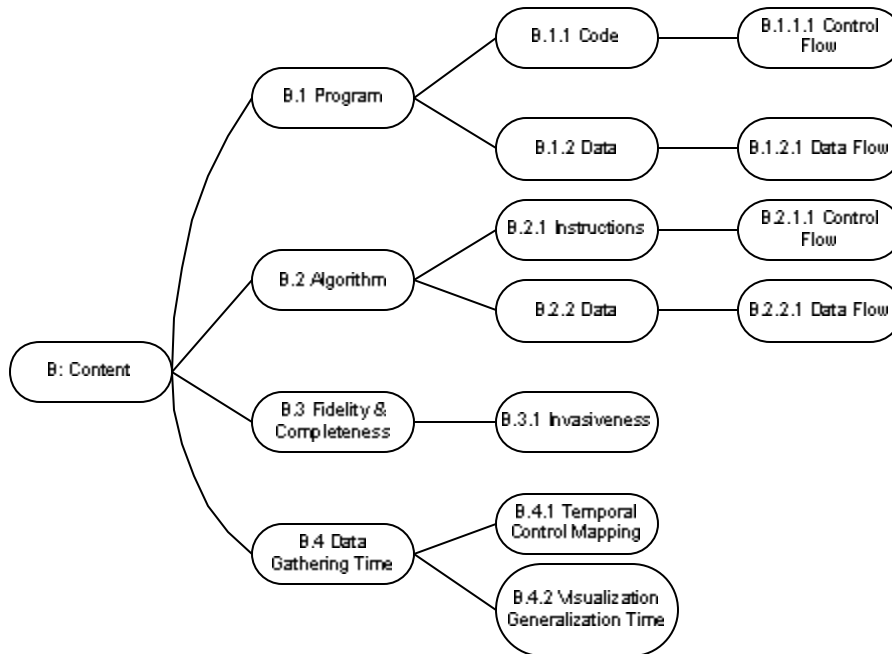 B: Content
B.1 Program
B.1.1 Code
B.1.1.1 Control
Flow
B.1.2 Data
B.1.2.1 Data Flow
B.2 Algorithm
B.2.1 Instructions
B.2.1.1 Control
Flow
B.2.2 Data
B.2.2.1 Data Flow
B.3 Fidelity &
Completeness
B.3.1 Invasiveness
B.4 Data
Gathering Time
B.4.1 Temporal
Control Mapping
B.4.2 Visualization
Generalization Time